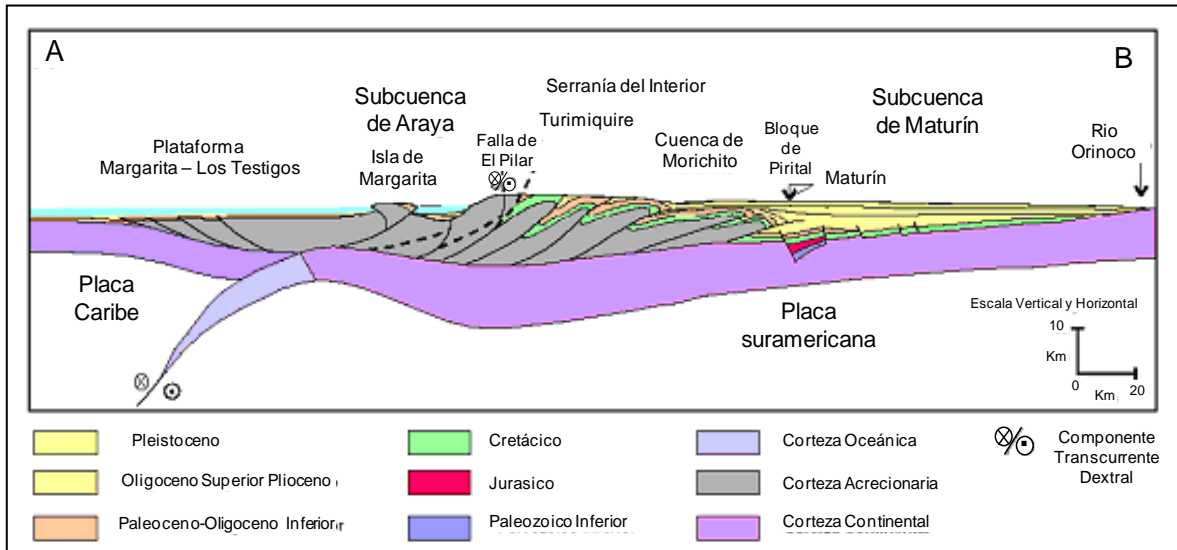 A
B
Serranía del Interior
Subcuenca
de Araya
Subcuenca
de Maturín
Turimiquire
Falla de
El Pilar
Cuenca de
Morichito
Bloque
de
Pirital
Rio
Orinoco
Plataforma
Margarita – Los Testigos
Isla de
Margarita
Maturín
Placa
Caribe
Placa
suramericana
Escala Vertical y Horizontal
10
Km
0
Km
20
Pleistoceno
Cretácico
Corteza Oceánica
Componente
Transcurrente
Dextral
Oligoceno Superior Plioceno
Jurasico
Corteza Acrecionaria
Paleoceno-Oligoceno Inferior
Paleozoico Inferior
Corteza Continental